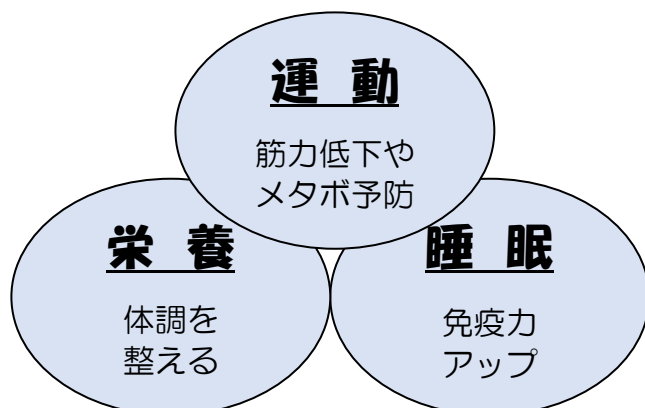 運 動
筋力低下や
メタボ予防
栄 養
体調を
整える
睡 眠
免疫力
アップ